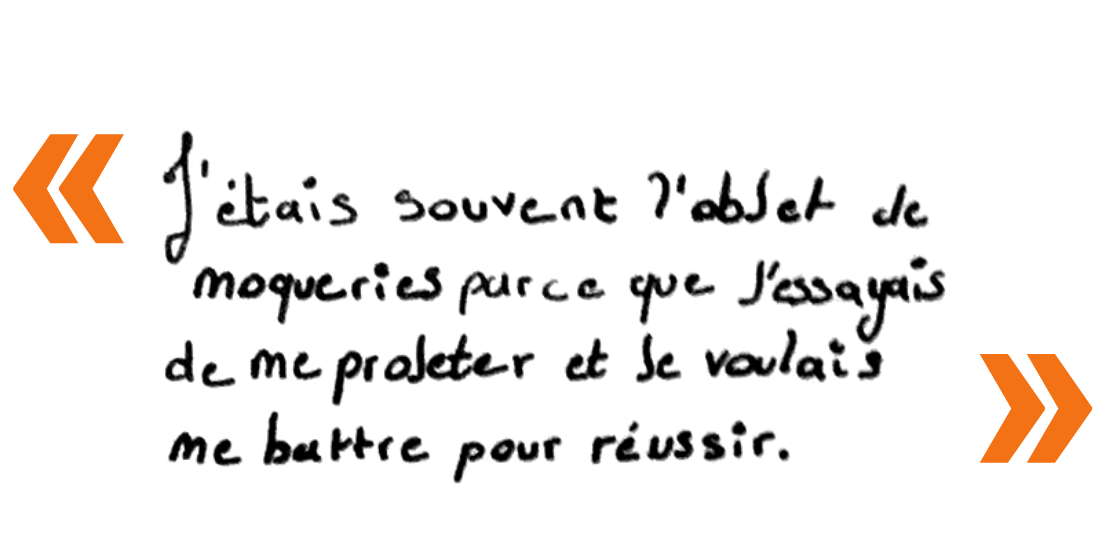 « J'étais souvent l'objet de
moqueries parce que j'essayais
de me projeter et je voulais
me battre pour réussir. »